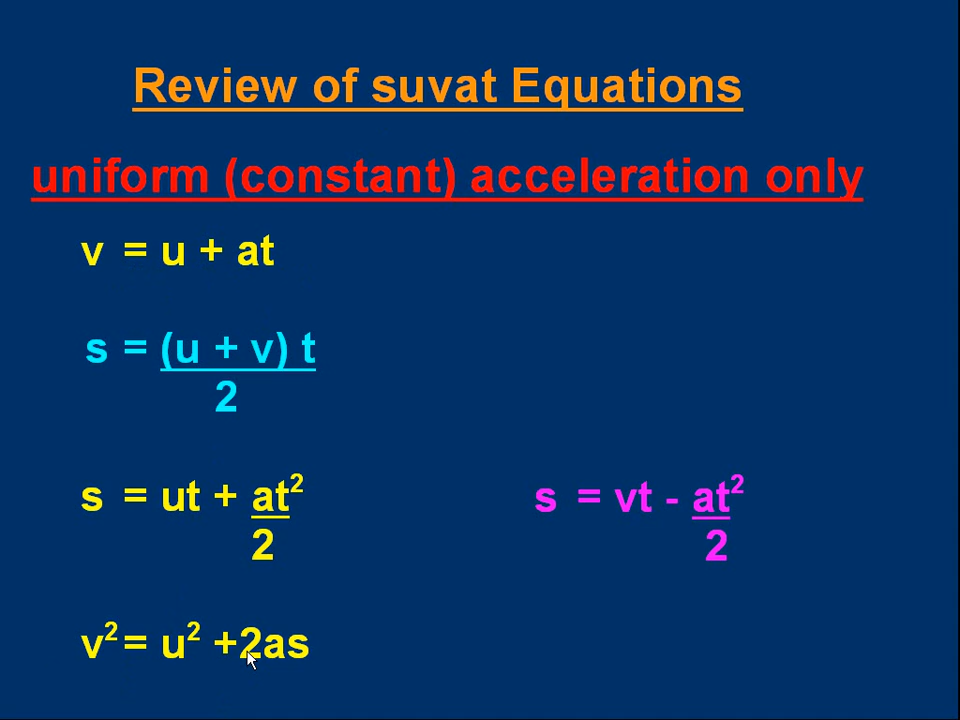 Review of suvat Equations
uniform (constant) acceleration only
v = u + at
s = (u + v) t
2
s = ut + at²
2
s = vt - at²
2
v² = u² +2as